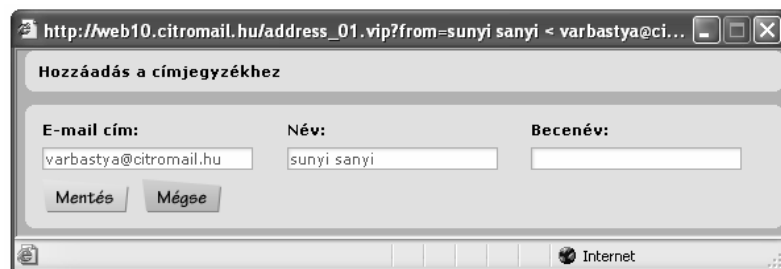 http://web10.citromail.hu/address_01.vip?from=sunyi sanyi < varbastya@ci...
Hozzáadás a címjegyzékhez
E-mail cím: Név: Becenév:
varbastya@citromail.hu sunyi sanyi
Mentés Mégse
Internet